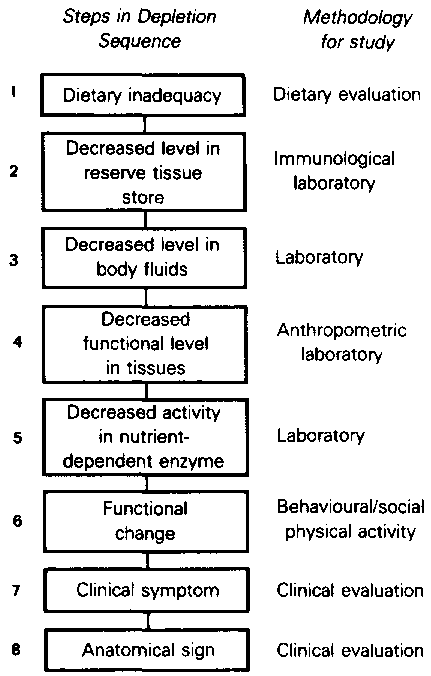 Steps in Depletion
Sequence
Methodology
for study
1
Dietary inadequacy
Dietary evaluation
2
Decreased level in
reserve tissue
store
Immunological
laboratory
3
Decreased level in
body fluids
Laboratory
4
Decreased
functional level
in tissues
Anthropometric
laboratory
5
Decreased activity
in nutrient-
dependent enzyme
Laboratory
6
Functional
change
Behavioural/social
physical activity
7
Clinical symptom
Clinical evaluation
8
Anatomical sign
Clinical evaluation